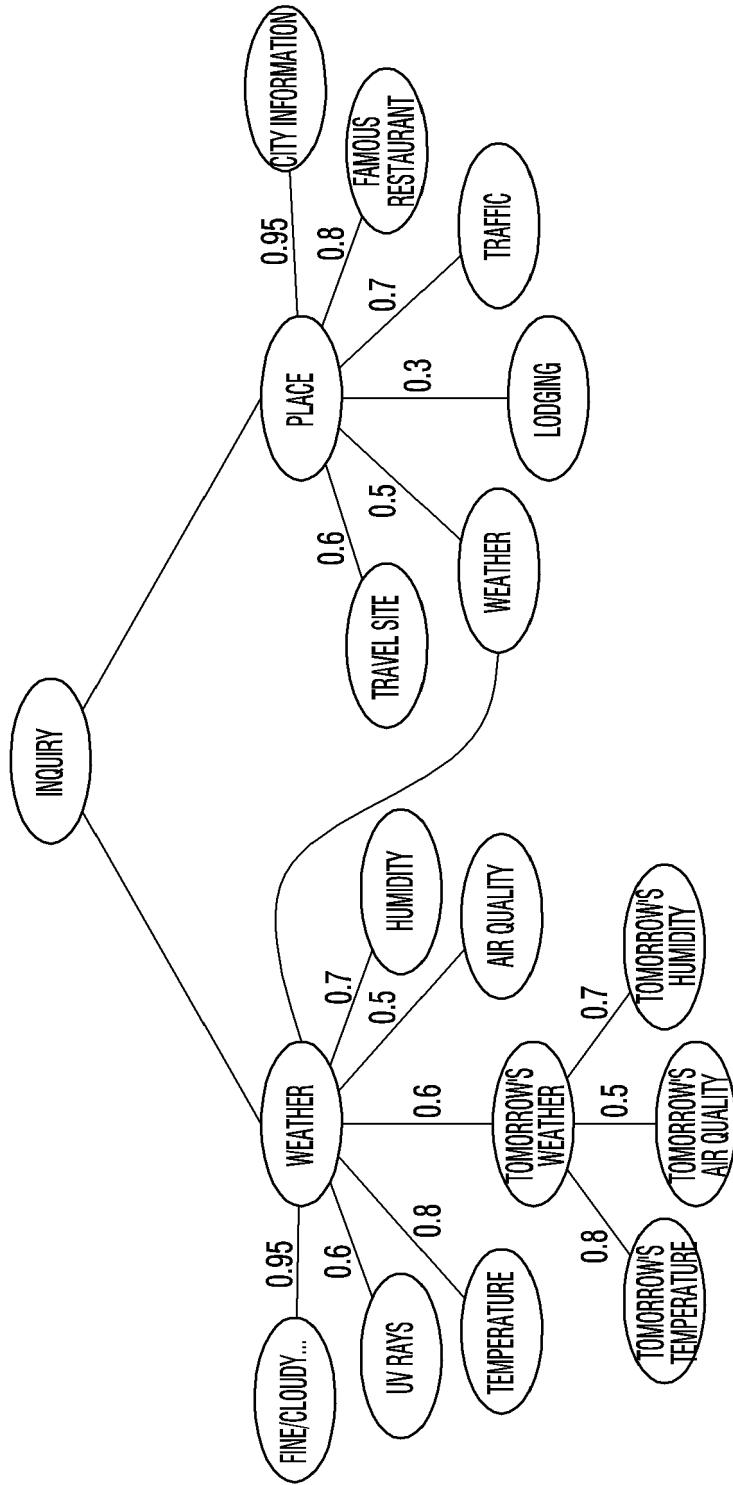 INQUIRY
WEATHER
PLACE
0.95
0.6
0.8
0.6
0.5
0.7
FINE/CLOUDY...
UV RAYS
TEMPERATURE
TOMORROW'S
WEATHER
AIR QUALITY
HUMIDITY
0.8
0.5
0.7
TOMORROW'S
TEMPERATURE
TOMORROW'S
AIR QUALITY
TOMORROW'S
HUMIDITY
0.6
0.5
0.3
0.7
0.8
0.95
TRAVEL SITE
WEATHER
LODGING
TRAFFIC
FAMOUS
RESTAURANT
CITY INFORMATION